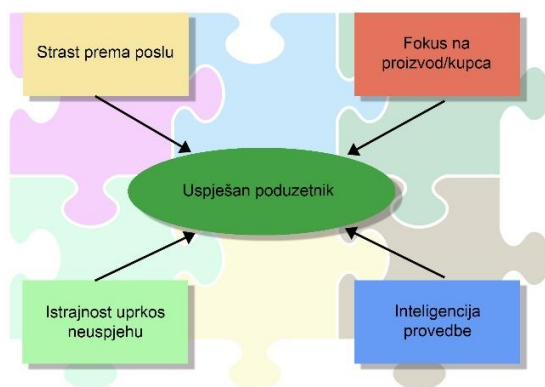 Strast prema poslu
Fokus na
proizvod/kupca
Uspješan poduzetnik
Istrajnost uprkos
neuspjehu
Inteligencija
provedbe